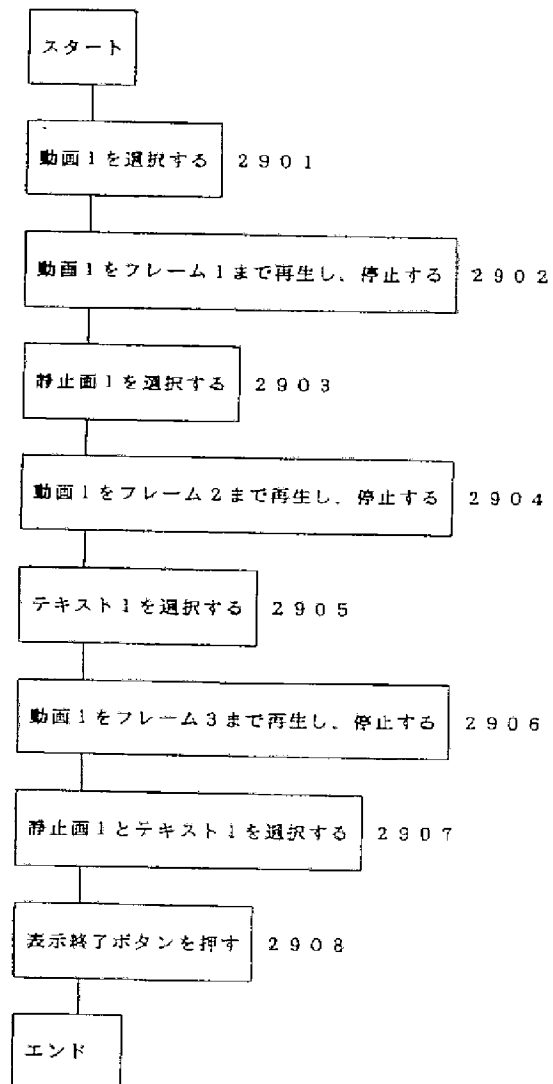 スタート
動画1を選択する 2901
動画1をフレーム1まで再生し、停止する 2902
静止画1を選択する 2903
動画1をフレーム2まで再生し、停止する 2904
テキスト1を選択する 2905
動画1をフレーム3まで再生し、停止する 2906
静止画1とテキスト1を選択する 2907
表示終了ボタンを押す 2908
エンド